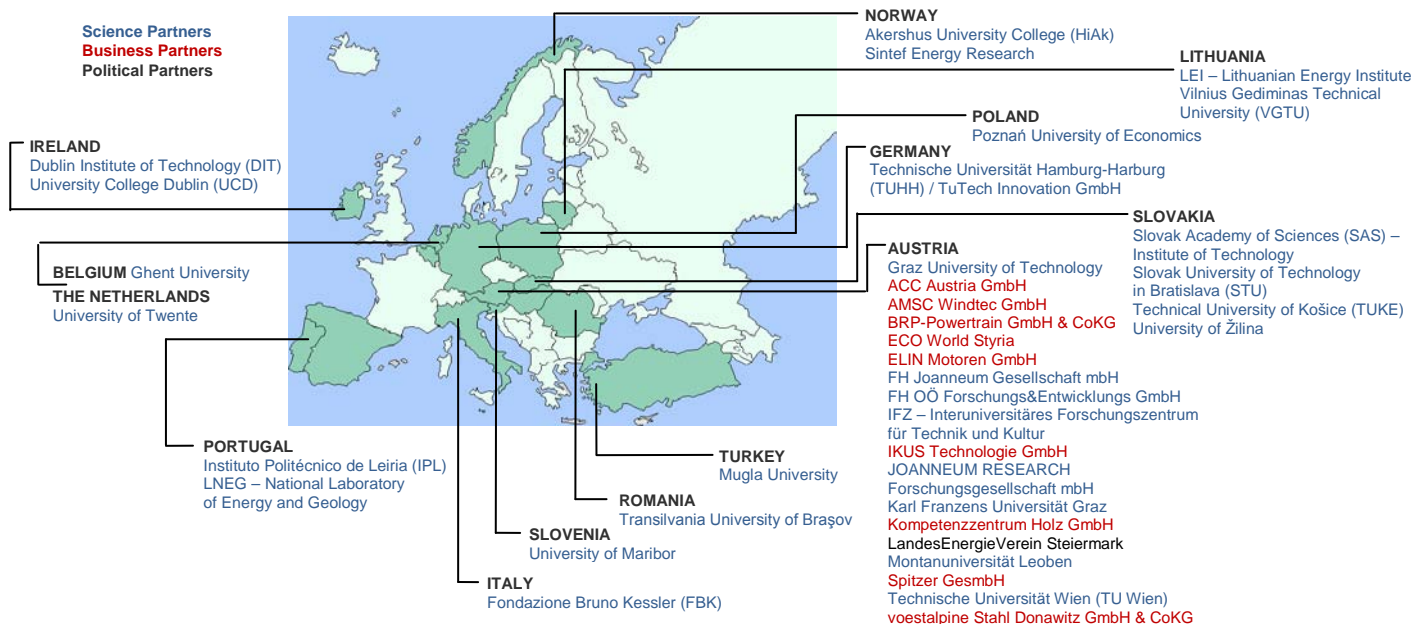 Science Partners
Business Partners
Political Partners
NORWAY
Akershus University College (HiAk)
Sintef Energy Research
LITHUANIA
LEI – Lithuanian Energy Institute
Vilnius Gediminas Technical
University (VGTU)
POLAND
Poznań University of Economics
IRELAND
Dublin Institute of Technology (DIT)
University College Dublin (UCD)
GERMANY
Technische Universität Hamburg-Harburg
(TUHH) / TuTech Innovation GmbH
SLOVAKIA
Slovak Academy of Sciences (SAS) –
Institute of Technology
Slovak University of Technology
in Bratislava (STU)
Technical University of Košice (TUKE)
University of Žilina
BELGIUM Ghent University
THE NETHERLANDS
University of Twente
AUSTRIA
Graz University of Technology
ACC Austria GmbH
AMSC Windtec GmbH
BRP-Powertrain GmbH & CoKG
ECO World Styria
ELIN Motoren GmbH
FH Joanneum Gesellschaft mbH
FH OÖ Forschungs&Entwicklungs GmbH
IFZ – Interuniversitäres Forschungszentrum
für Technik und Kultur
IKUS Technologie GmbH
JOANNEUM RESEARCH
Forschungsgesellschaft mbH
Karl Franzens Universität Graz
Kompetenzzentrum Holz GmbH
LandesEnergieVerein Steiermark
Montanuniversität Leoben
Spitzer GesmbH
Technische Universität Wien (TU Wien)
voestalpine Stahl Donawitz GmbH & CoKG
PORTUGAL
Instituto Politécnico de Leiria (IPL)
LNEG – National Laboratory
of Energy and Geology
TURKEY
Mugla University
ROMANIA
Transilvania University of Braşov
SLOVENIA
University of Maribor
ITALY
Fondazione Bruno Kessler (FBK)